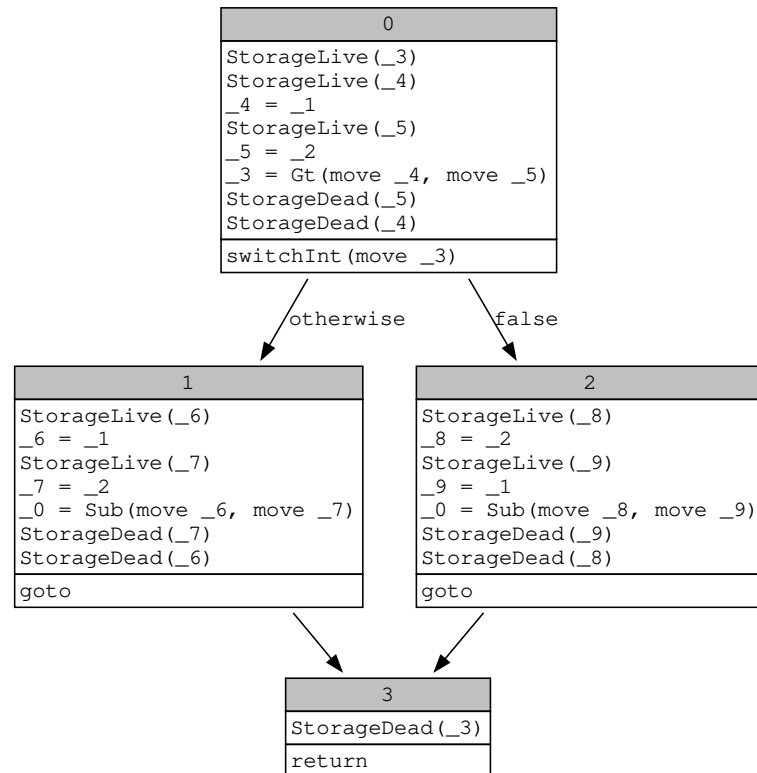 0
StorageLive(_3)
StorageLive(_4)
_4 = _1
StorageLive(_5)
_5 = _2
_3 = Gt(move _4, move _5)
StorageDead(_5)
StorageDead(_4)
switchInt(move _3)
otherwise
false
1
StorageLive(_6)
_6 = _1
StorageLive(_7)
_7 = _2
_0 = Sub(move _6, move _7)
StorageDead(_7)
StorageDead(_6)
goto
2
StorageLive(_8)
_8 = _2
StorageLive(_9)
_9 = _1
_0 = Sub(move _8, move _9)
StorageDead(_9)
StorageDead(_8)
goto
3
StorageDead(_3)
return